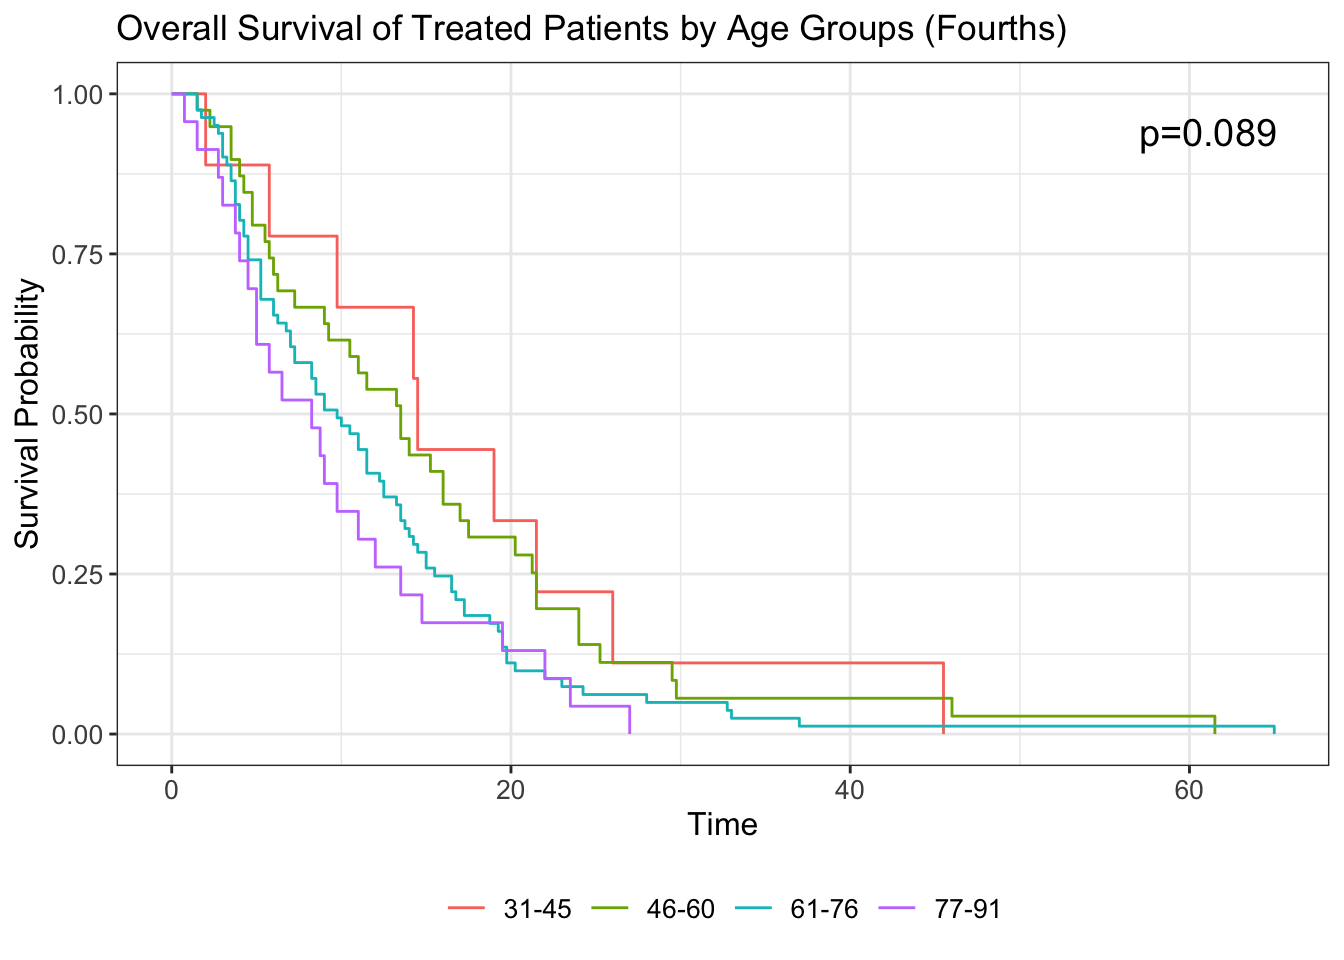 Overall Survival of Treated Patients by Age Groups (Fourths)
p=0.089
Survival Probability
1.00
0.75
0.50
0.25
0.00
0 20 40 60
Time
31-45 46-60 61-76 77-91